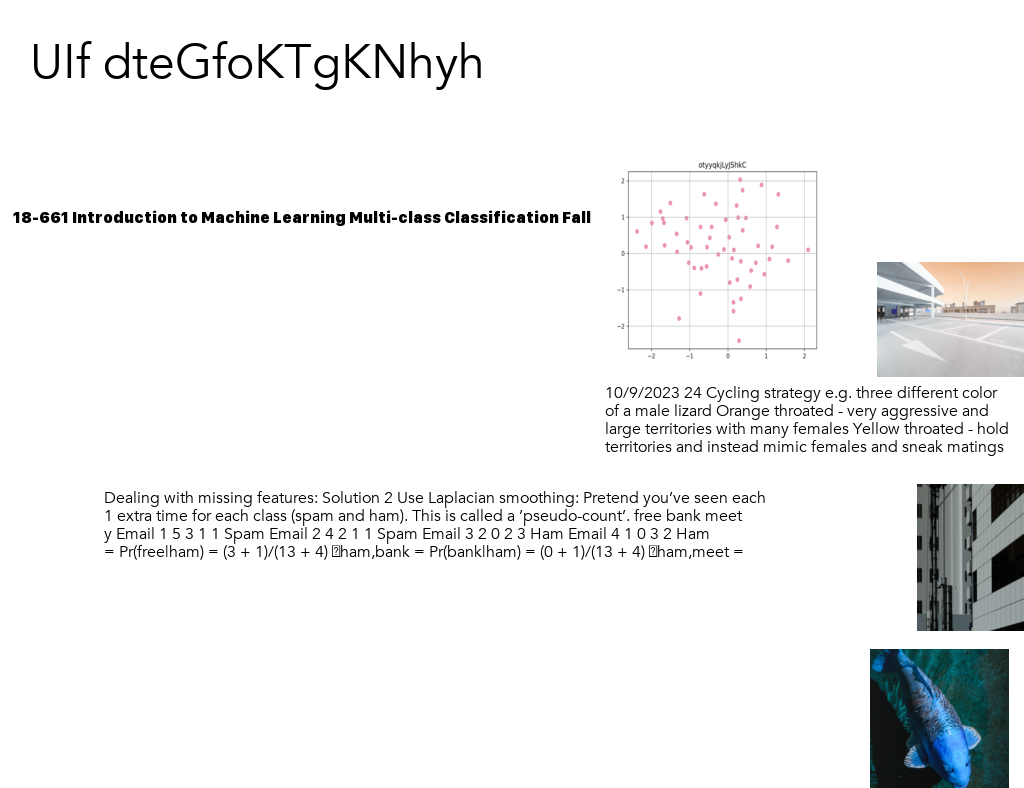 UIf dteGfoKTgKNhyh
otyyqkjLyJShkC
2
1
0
−1
−2
−2 −1 0 1 2
18-661 Introduction to Machine Learning Multi-class Classification Fall
10/9/2023 24 Cycling strategy e.g. three different color
of a male lizard Orange throated - very aggressive and
large territories with many females Yellow throated - hold
territories and instead mimic females and sneak matings
Dealing with missing features: Solution 2 Use Laplacian smoothing: Pretend you’ve seen each
1 extra time for each class (spam and ham). This is called a ’pseudo-count’. free bank meet
y Email 1 5 3 1 1 Spam Email 2 4 2 1 1 Spam Email 3 2 0 2 3 Ham Email 4 1 0 3 2 Ham
= Pr(free|ham) = (3 + 1)/(13 + 4) ham,bank = Pr(bank|ham) = (0 + 1)/(13 + 4) ham,meet =